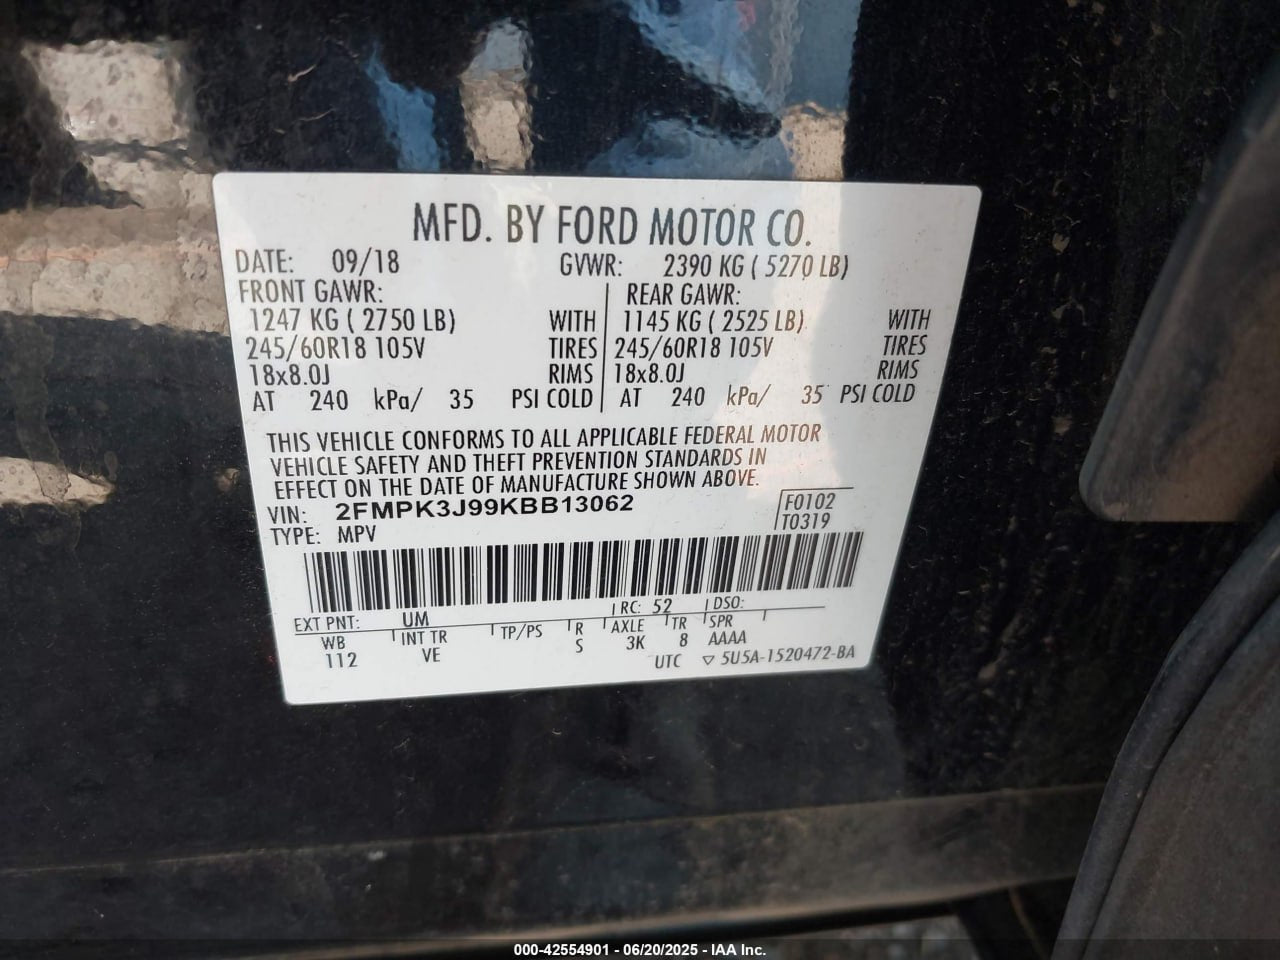 MFD. BY FORD MOTOR CO.
DATE: 09/18 GVWR: 2390 KG ( 5270 LB)
FRONT GAWR: REAR GAWR:
1247 KG ( 2750 LB) WITH 1145 KG ( 2525 LB) WITH
245/60R18 105V TIRES 245/60R18 105V TIRES
18x8.0J RIMS 18x8.0J RIMS
AT 240 kPa/ 35 PSI COLD AT 240 kPa/ 35 PSI COLD
THIS VEHICLE CONFORMS TO ALL APPLICABLE FEDERAL MOTOR
VEHICLE SAFETY AND THEFT PREVENTION STANDARDS IN
EFFECT ON THE DATE OF MANUFACTURE SHOWN ABOVE.
VIN: 2FMPK3J99KBB13062 F0102
TYPE: MPV T0319
EXT PNT: UM RC: 52 DSO:
WB INT TR TP/PS R AXLE TR SPR
112 VE S 3K 8 AAAA
UTC ▽ 5U5A-1520472-BA
000-42554901 - 06/20/2025 - IAA Inc.